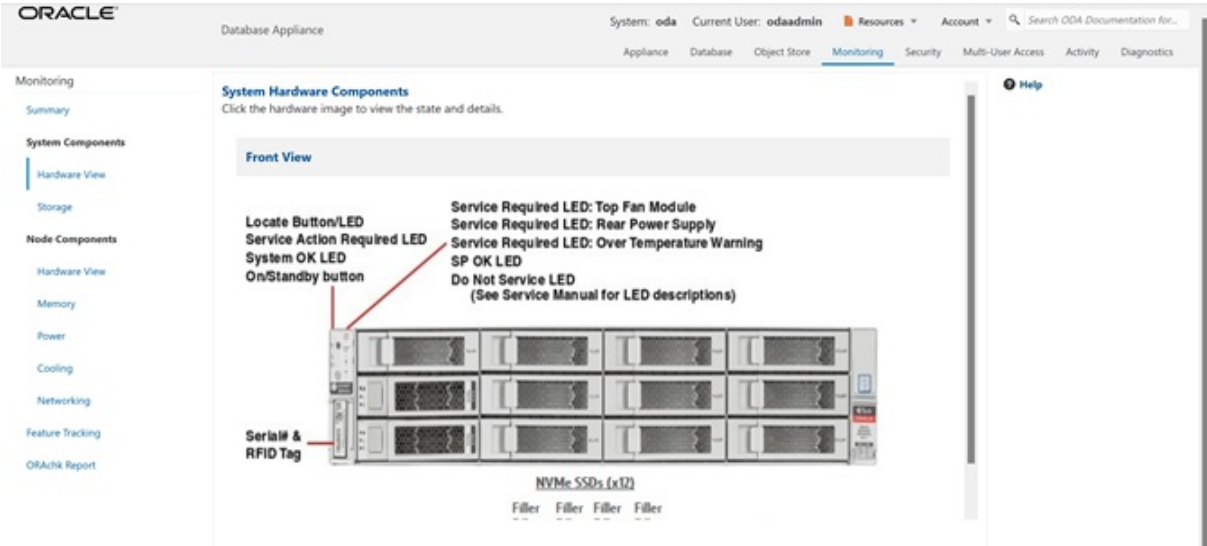 ORACLE
Database Appliance
System: oda Current User: odaadmin Resources Account Search ODA Documentation for...
Appliance Database Object Store Monitoring Security Multi-User Access Activity Diagnostics
Monitoring
Summary
System Components
Hardware View
Storage
Node Components
Hardware View
Memory
Power
Cooling
Networking
Feature Tracking
ORAchk Report
System Hardware Components
Click the hardware image to view the state and details.
Help
Front View
Locate Button/LED
Service Action Required LED
System OK LED
On/Standby button
Service Required LED: Top Fan Module
Service Required LED: Rear Power Supply
Service Required LED: Over Temperature Warning
SP OK LED
Do Not Service LED
(See Service Manual for LED descriptions)
Serial# &
RFID Tag
NVMe SSDs (x12)
Filler Filler Filler Filler